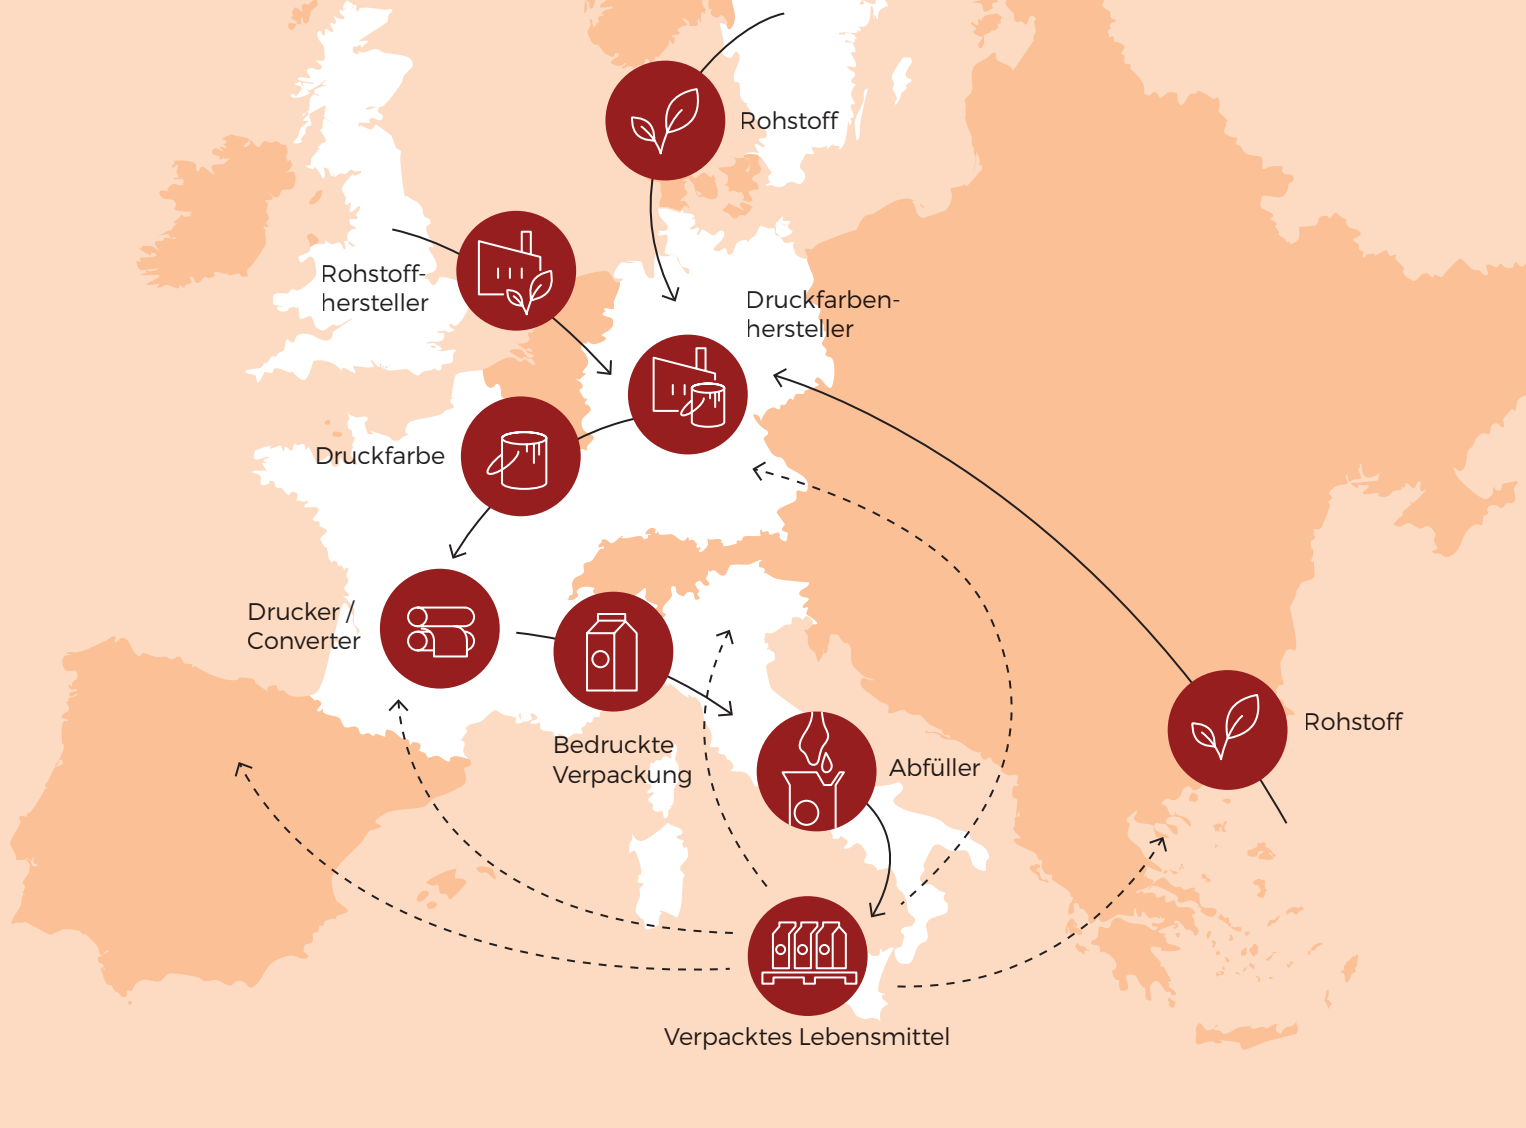 Rohstoff
Rohstoff-
hersteller
Druckfarben-
hersteller
Druckfarbe
Drucker /
Converter
Bedruckte
Verpackung
Abfüller
Rohstoff
Verpacktes Lebensmittel